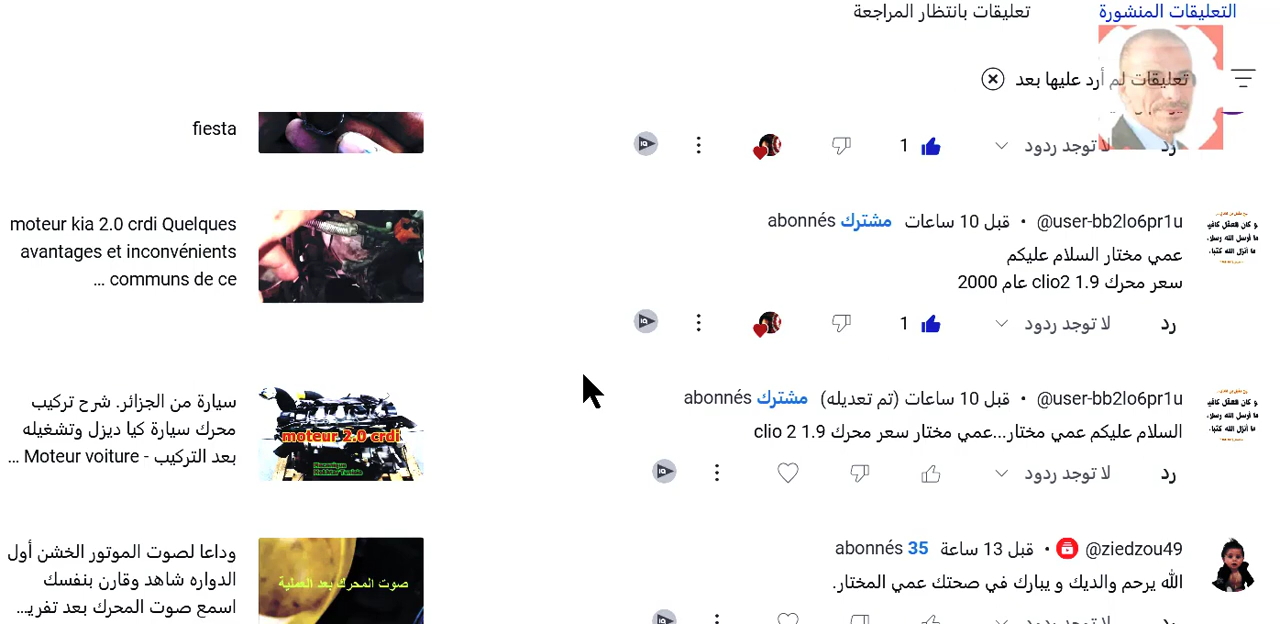 التعليقات المنشورة
تعليقات بانتظار المراجعة
تعليقات لم أرد عليها بعد
رد
لا توجد ردود
1
fiesta
@user-bb2lo6pr1u • قبل 10 ساعات مشترك abonnés
عمي مختار السلام عليكم
سعر محرك clio2 1.9 عام 2000
رد
لا توجد ردود
1
moteur kia 2.0 crdi Quelques
avantages et inconvénients
communs de ce ...
@user-bb2lo6pr1u • قبل 10 ساعات (تم تعديله) مشترك abonnés
السلام عليكم عمي مختار...عمي مختار سعر محرك clio 2 1.9
رد
لا توجد ردود
moteur 2.0 crdi
سيارة من الجزائر. شرح تركيب
محرك سيارة كيا ديزل وتشغيله
بعد التركيب - Moteur voiture ...
@ziedzou49 • قبل 13 ساعة 35 abonnés
الله يرحم والديك و يبارك في صحتك عمي المختار.
لا توجد ردود
صوت المحرك بعد العملية
وداعا لصوت الموتور الخشن أول
الدواره شاهد وقارن بنفسك
اسمع صوت المحرك بعد تفريـ...